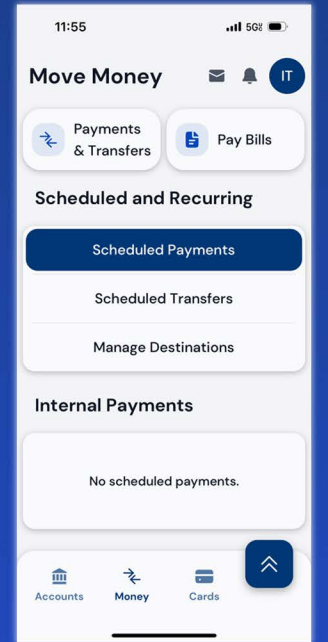 11:55
5G
Move Money
IT
Payments
& Transfers
Pay Bills
Scheduled and Recurring
Scheduled Payments
Scheduled Transfers
Manage Destinations
Internal Payments
No scheduled payments.
Accounts
Money
Cards